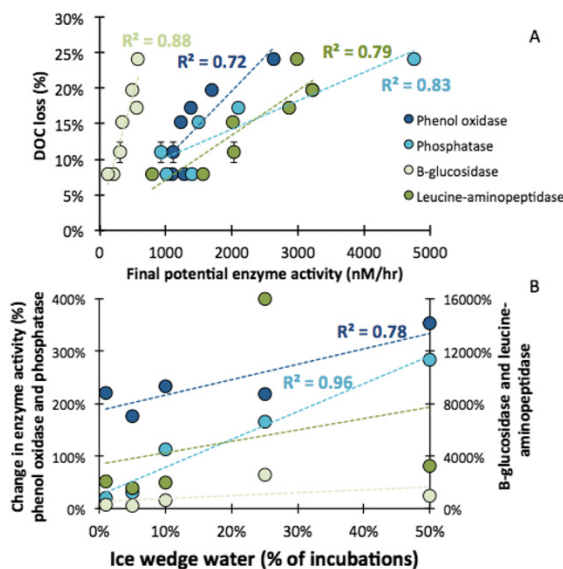 A
30%
25%
20%
15%
10%
5%
0%
DOC loss (%)
R² = 0.88
R² = 0.72
R² = 0.79
R² = 0.83
Phenol oxidase
Phosphatase
B-glucosidase
Leucine-aminopeptidase
0 1000 2000 3000 4000 5000
Final potential enzyme activity (nM/hr)
B
400%
300%
200%
100%
0%
Change in enzyme activity (%)
phenol oxidase and phosphatase
R² = 0.78
R² = 0.96
16000%
12000%
8000%
4000%
0%
B-glucosidase and leucine-
aminopeptidase
0% 10% 20% 30% 40% 50%
Ice wedge water (% of incubations)